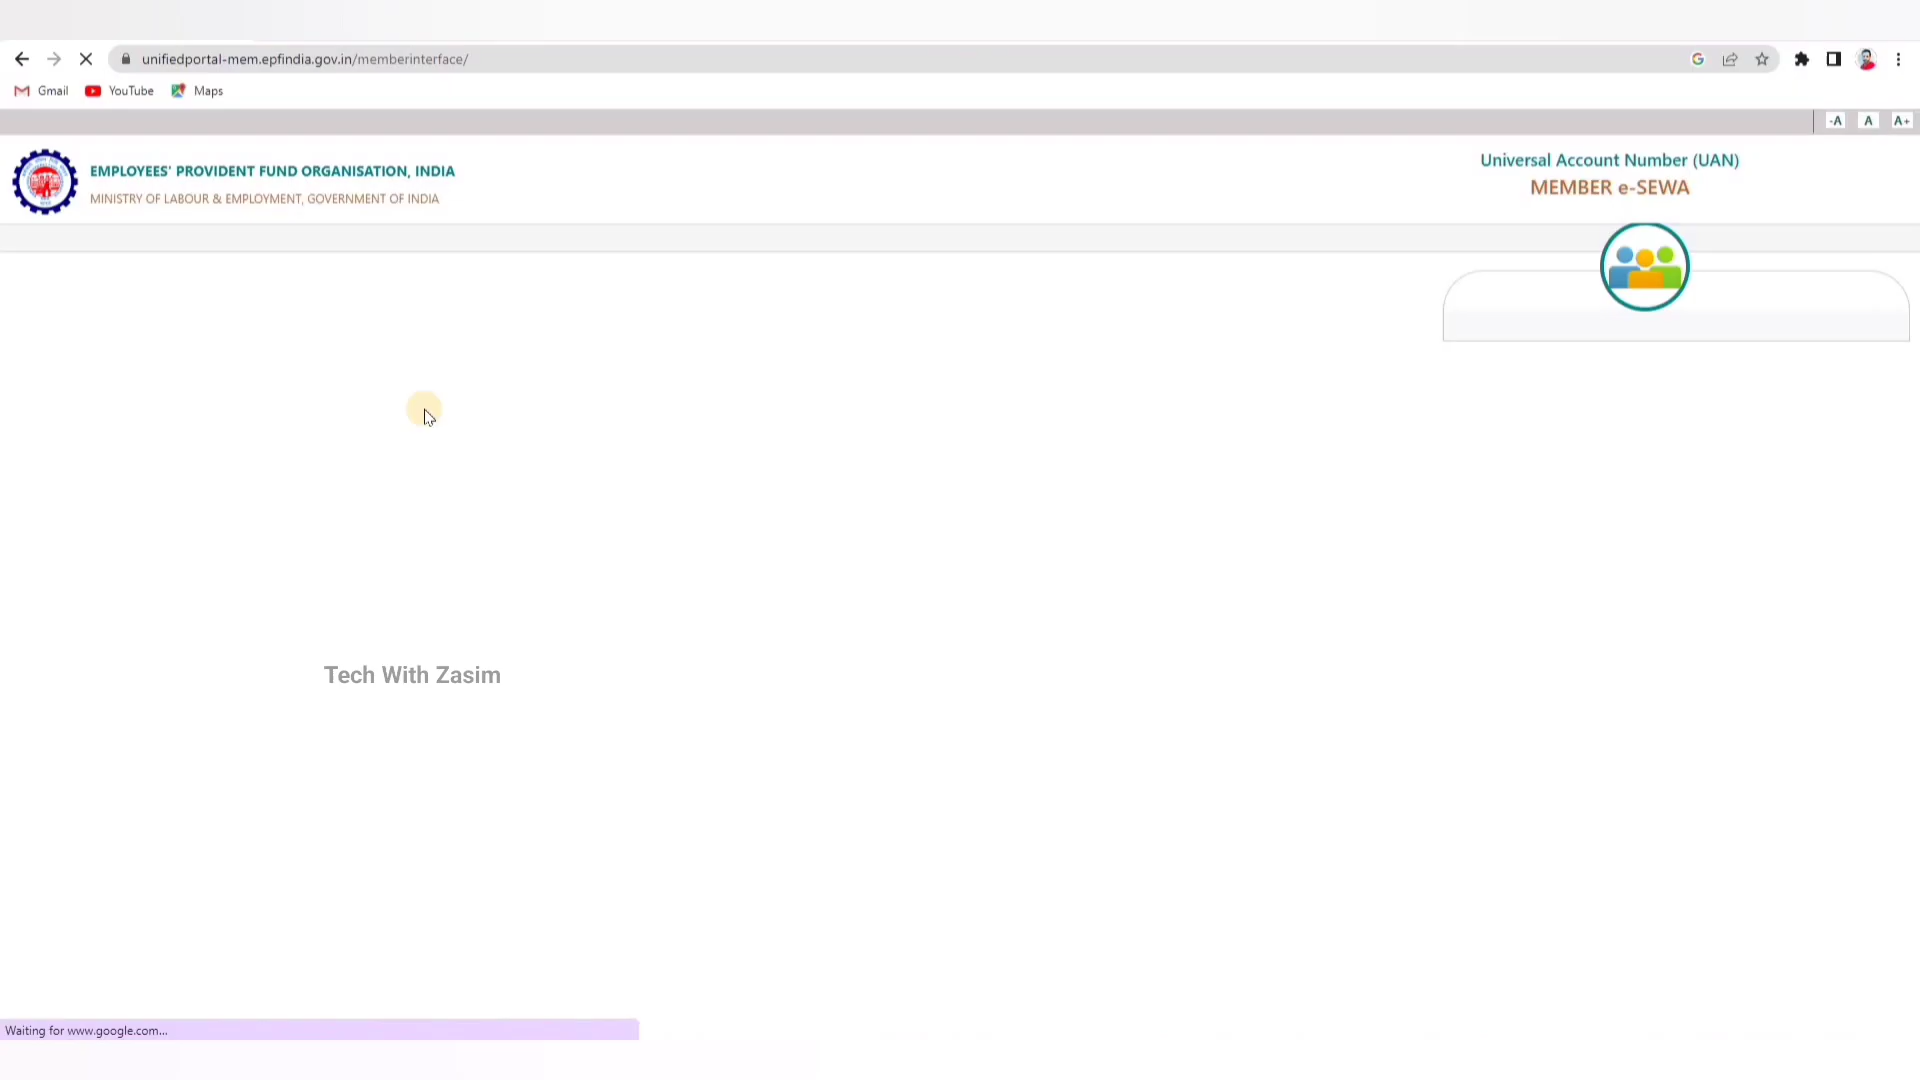 unifiedportal-mem.epfindia.gov.in/memberinterface/
Gmail YouTube Maps
-A A A+
EMPLOYEES' PROVIDENT FUND ORGANISATION, INDIA
MINISTRY OF LABOUR & EMPLOYMENT, GOVERNMENT OF INDIA
Universal Account Number (UAN)
MEMBER e-SEWA
Tech With Zasim
Waiting for www.google.com...